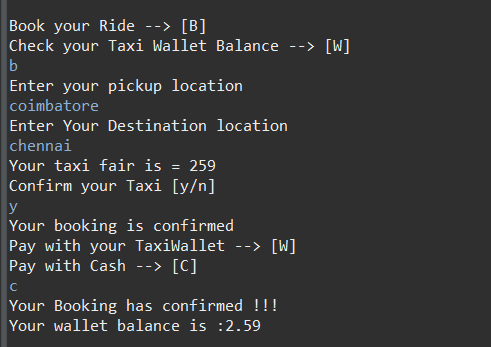 Book your Ride --> [B]
Check your Taxi Wallet Balance --> [W]
b
Enter your pickup location
coimbatore
Enter Your Destination location
chennai
Your taxi fair is = 259
Confirm your Taxi [y/n]
y
Your booking is confirmed
Pay with your TaxiWallet --> [W]
Pay with Cash --> [C]
c
Your Booking has confirmed !!!
Your wallet balance is :2.59